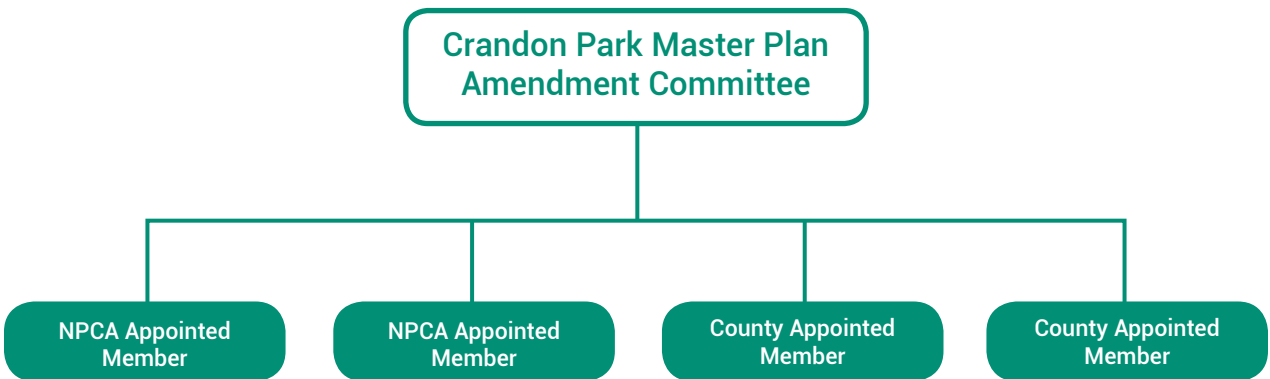 Crandon Park Master Plan
Amendment Committee
NPCA Appointed
Member
NPCA Appointed
Member
County Appointed
Member
County Appointed
Member